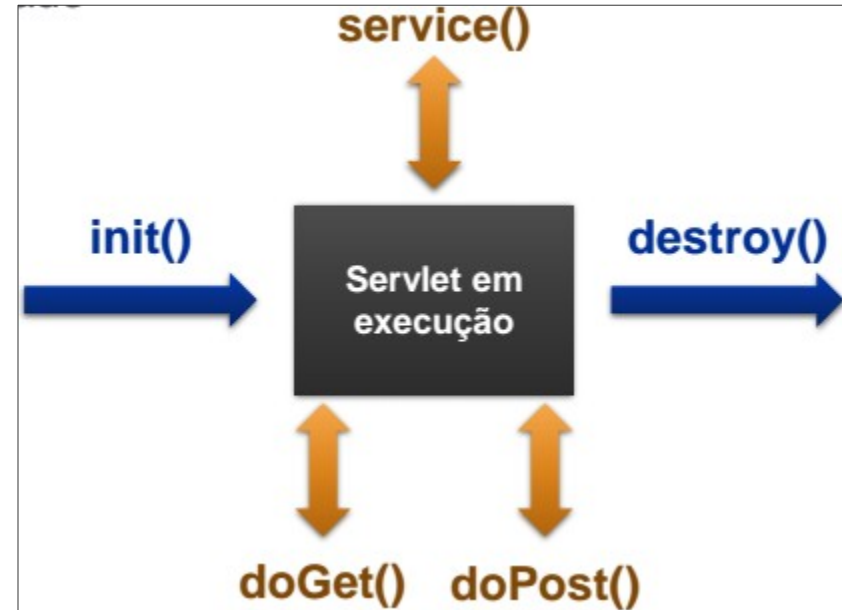 service()
init()
destroy()
Servlet em
execução
doGet()
doPost()